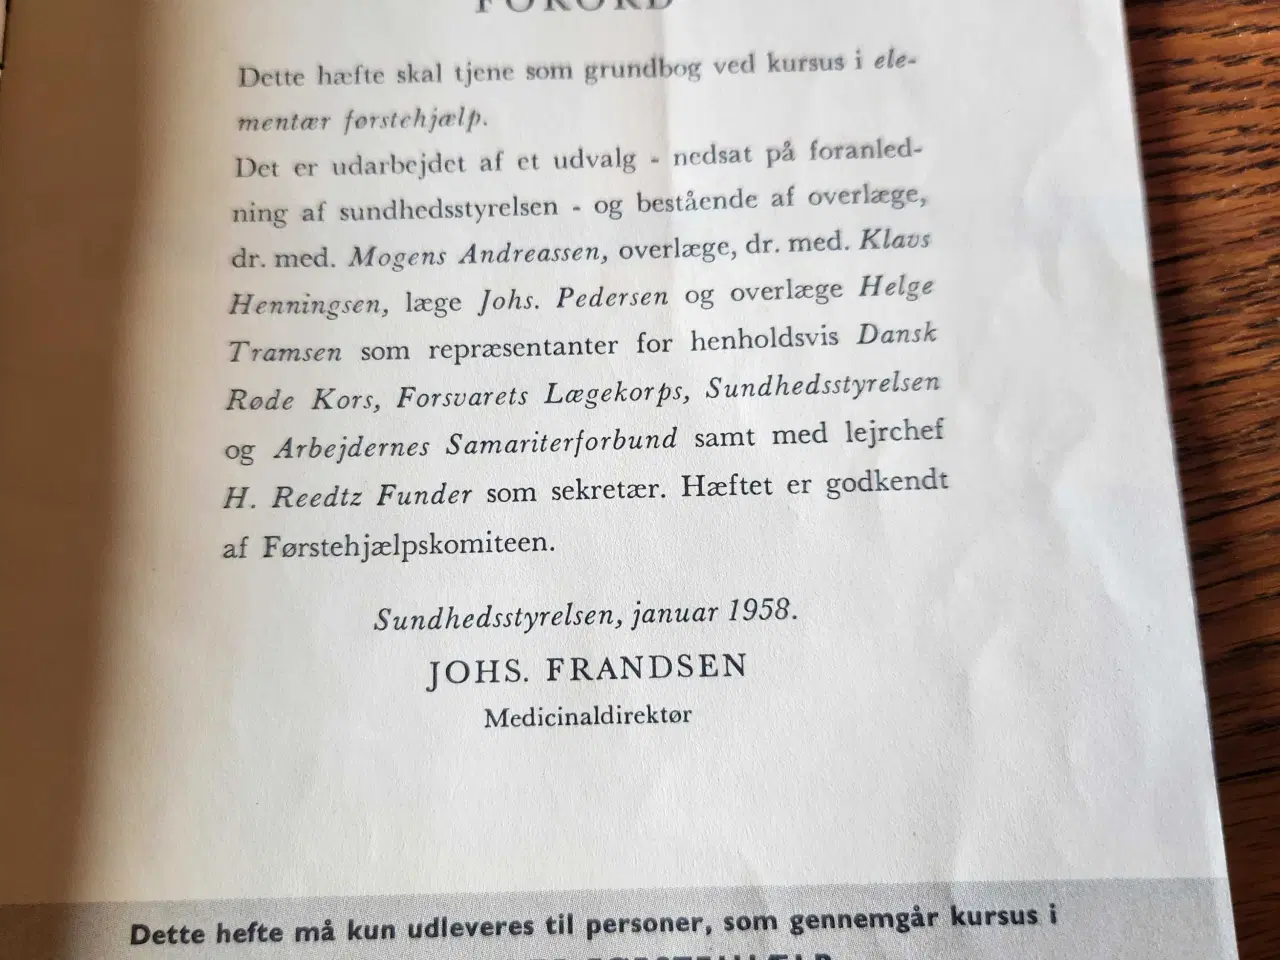 FORORD
Dette hæfte skal tjene som grundbog ved kursus i ele-
mentær førstehjælp.
Det er udarbejdet af et udvalg - nedsat på foranled-
ning af sundhedsstyrelsen - og bestående af overlæge,
dr. med. Mogens Andreassen, overlæge, dr. med. Klavs
Henningsen, læge Johs. Pedersen og overlæge Helge
Tramsen som repræsentanter for henholdsvis Dansk
Røde Kors, Forsvarets Lægekorps, Sundhedsstyrelsen
og Arbejdernes Samariterforbund samt med lejrchef
H. Reedtz Funder som sekretær. Hæftet er godkendt
af Førstehjælpskomiteen.
Sundhedsstyrelsen, januar 1958.
JOHS. FRANDSEN
Medicinaldirektør
Dette hefte må kun udleveres til personer, som gennemgår kursus i